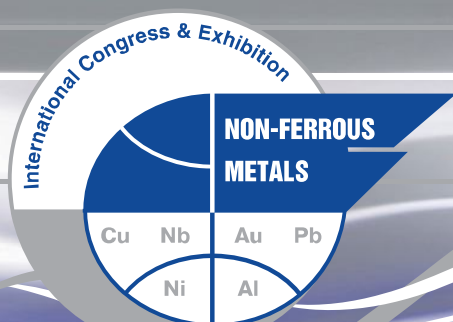 International Congress & Exhibition
NON-FERROUS
METALS
Cu Nb Au Pb
Ni Al